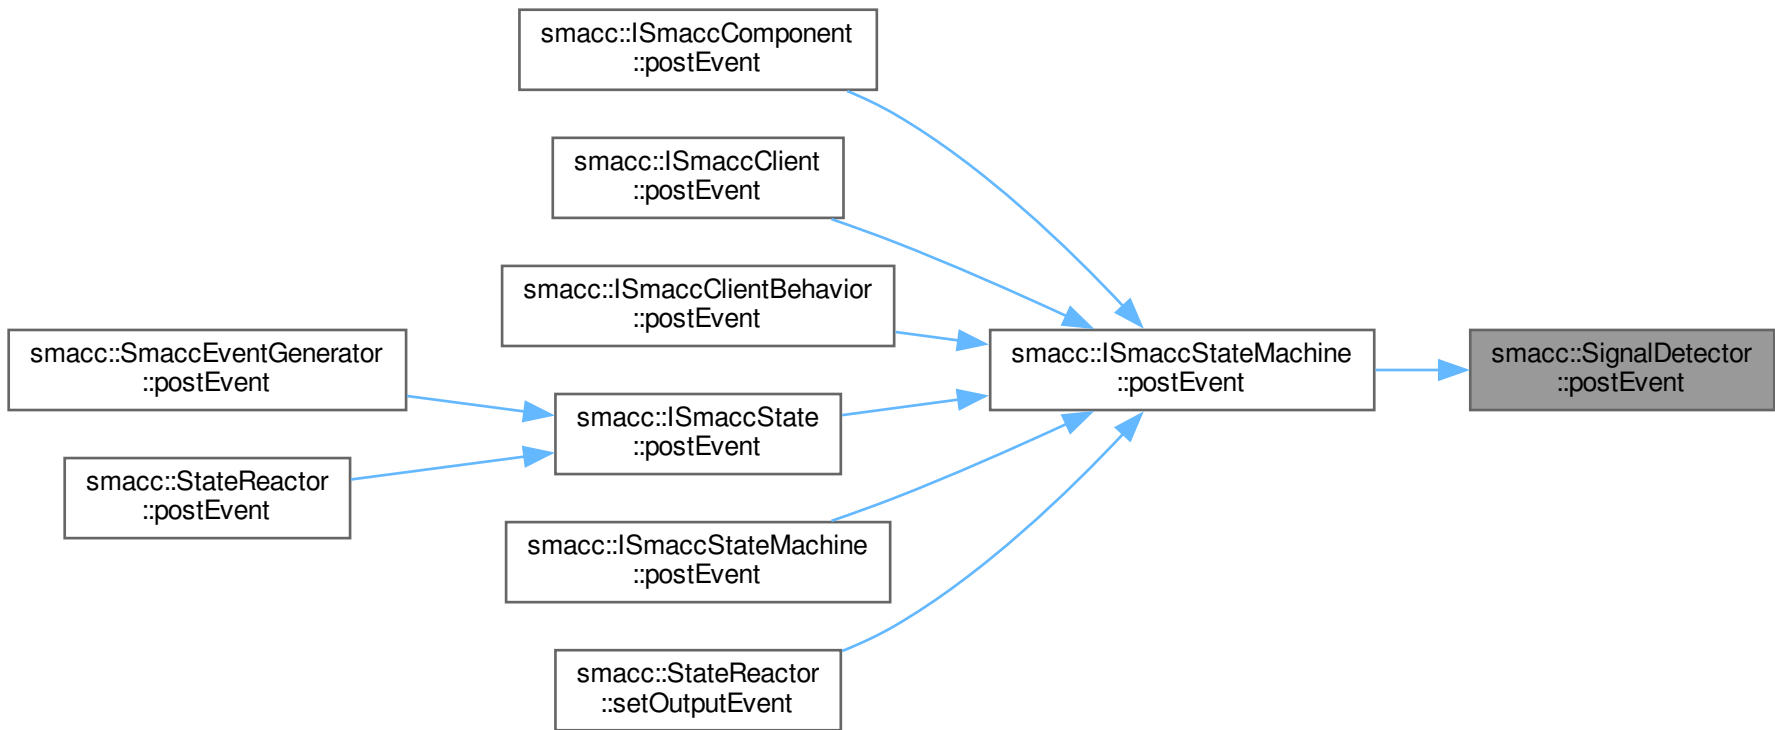 smacc::ISmaccComponent
::postEvent
smacc::ISmaccClient
::postEvent
smacc::ISmaccClientBehavior
::postEvent
smacc::SmaccEventGenerator
::postEvent
smacc::ISmaccStateMachine
::postEvent
smacc::SignalDetector
::postEvent
smacc::ISmaccState
::postEvent
smacc::StateReactor
::postEvent
smacc::ISmaccStateMachine
::postEvent
smacc::StateReactor
::setOutputEvent